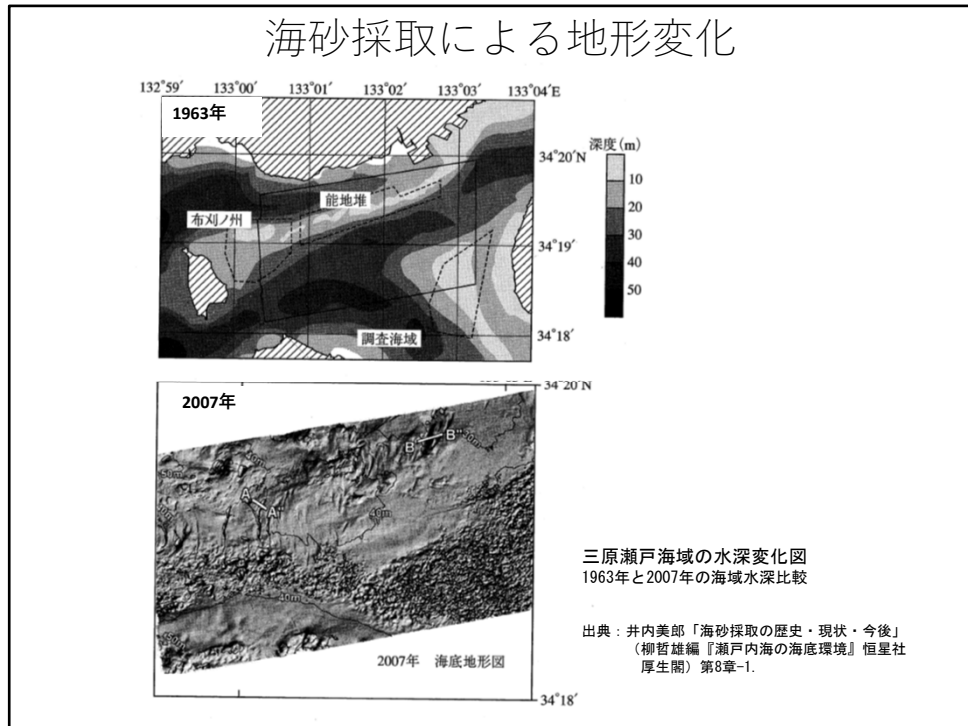 海砂採取による地形変化
132°59′ 133°00′ 133°01′ 133°02′ 133°03′ 133°04′E
1963年
深度(m)
34°20′N
10
能地堆
20
布刈ノ州
30
34°19′
40
50
調査海域
34°18′
34°20′N
2007年
B B"
30m
A
A"
40m
40m
2007年 海底地形図
34°18′N
三原瀬戸海域の水深変化図
1963年と2007年の海域水深比較
出典：井内美郎「海砂採取の歴史・現状・今後」
（柳哲雄編『瀬戸内海の海底環境』恒星社
厚生閣）第8章-1.